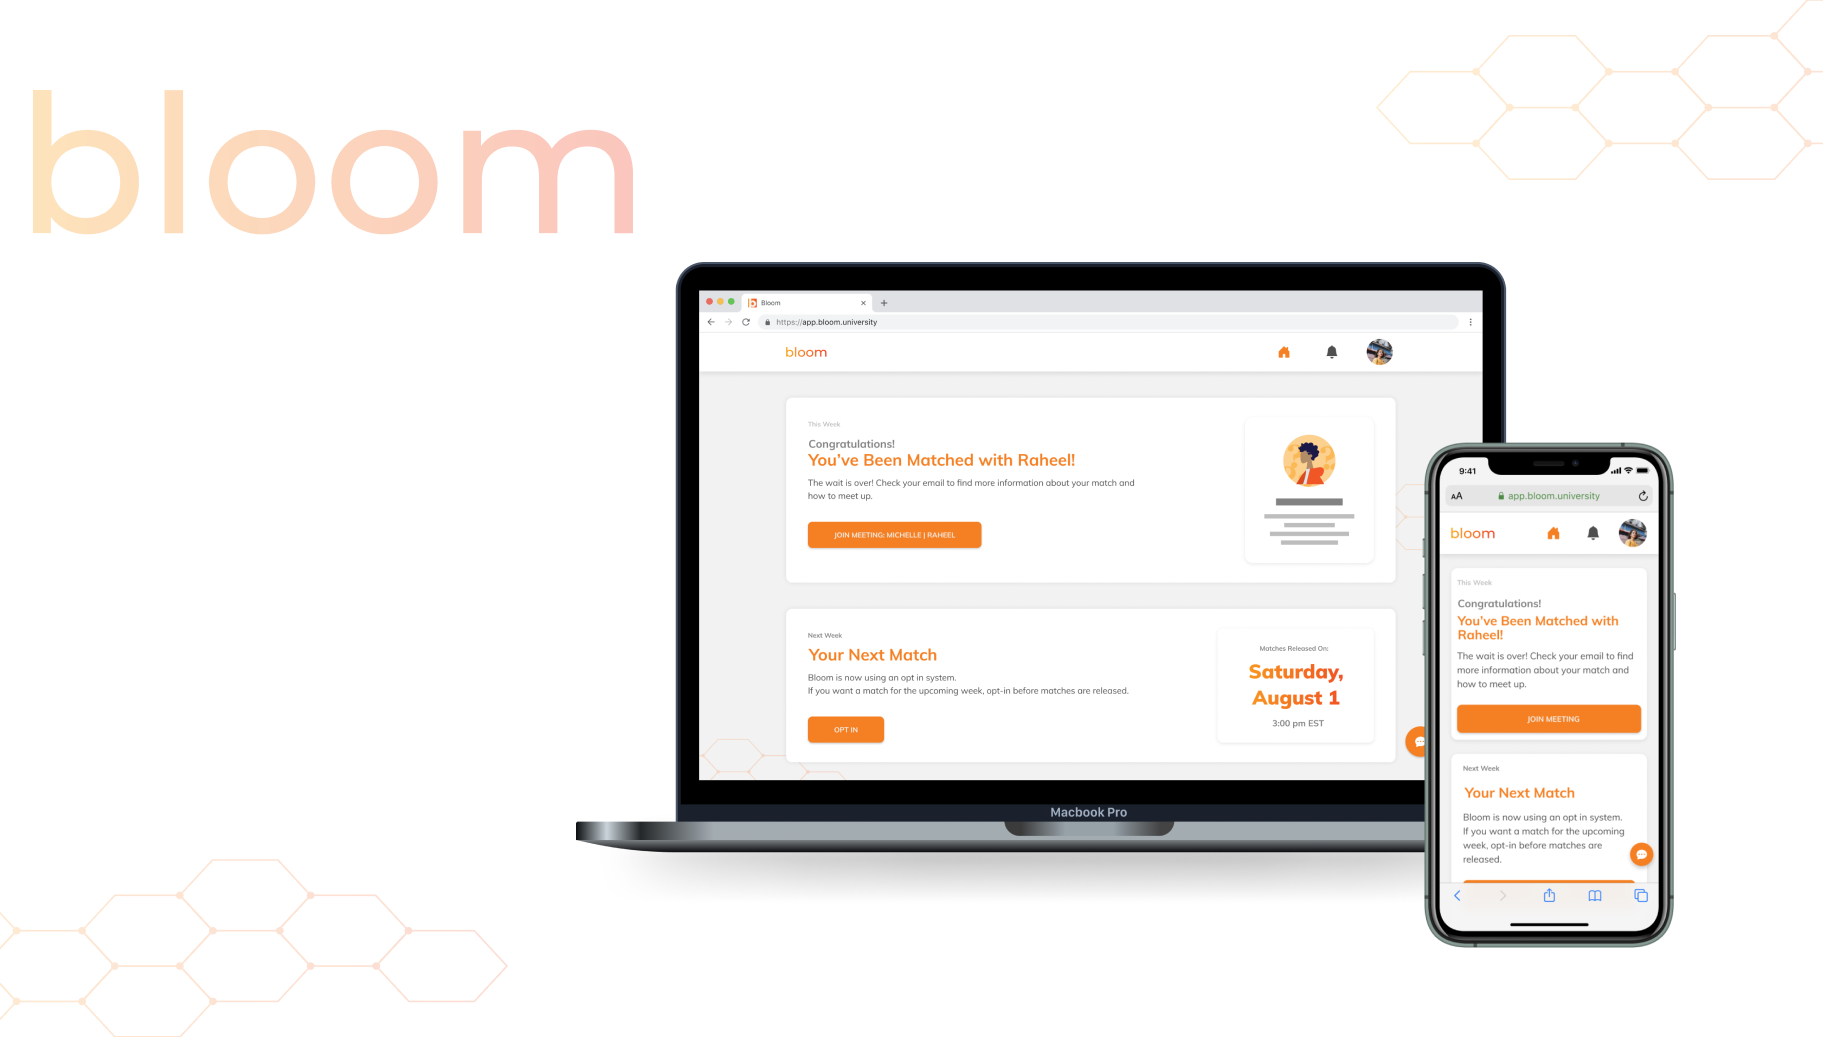 bloom
Bloom
https://app.bloom.university
bloom
This Week
Congratulations!
You've Been Matched with Raheel!
The wait is over! Check your email to find more information about your match and
how to meet up.
JOIN MEETING: MICHELLE | RAHEEL
Next Week
Your Next Match
Bloom is now using an opt in system.
If you want a match for the upcoming week, opt-in before matches are released.
OPT IN
Matches Released On:
Saturday,
August 1
3:00 pm EST
Macbook Pro
9:41
AA
app.bloom.university
bloom
This Week
Congratulations!
You've Been Matched with
Raheel!
The wait is over! Check your email to find
more information about your match and
how to meet up.
JOIN MEETING
Next Week
Your Next Match
Bloom is now using an opt in system.
If you want a match for the upcoming
week, opt-in before matches are
released.